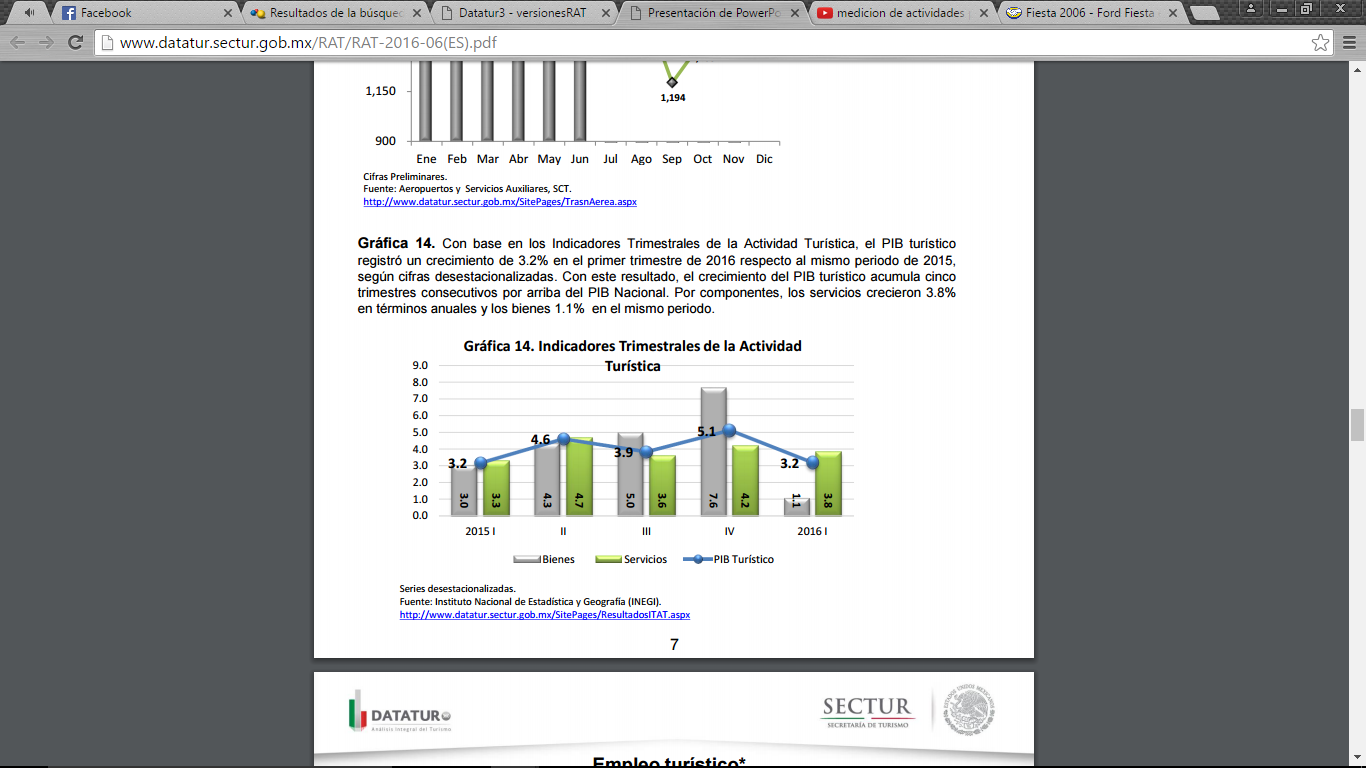 Facebook
Resultados de la búsquec
Datatur3 - versionesRAT
Presentación de PowerPo
medicion de actividades
Fiesta 2006 - Ford Fiesta
www.datatur.sectur.gob.mx/RAT/RAT-2016-06(ES).pdf
1,150
1,194
900
Ene Feb Mar Abr May Jun Jul Ago Sep Oct Nov Dic
Cifras Preliminares.
Fuente: Aeropuertos y Servicios Auxiliares, SCT.
http://www.datatur.sectur.gob.mx/SitePages/TrasnAerea.aspx
Gráfica 14. Con base en los Indicadores Trimestrales de la Actividad Turística, el PIB turístico
registró un crecimiento de 3.2% en el primer trimestre de 2016 respecto al mismo periodo de 2015,
según cifras desestacionalizadas. Con este resultado, el crecimiento del PIB turístico acumula cinco
trimestres consecutivos por arriba del PIB Nacional. Por componentes, los servicios crecieron 3.8%
en términos anuales y los bienes 1.1% en el mismo periodo.
Gráfica 14. Indicadores Trimestrales de la Actividad
Turística
9.0
8.0
7.0
6.0
5.0
4.0
3.0
2.0
1.0
0.0
3.2 4.6 3.9 5.1 3.2
3.0 3.3 4.3 4.7 5.0 3.6 7.6 4.2 1.1 3.8
2015 I II III IV 2016 I
Bienes Servicios PIB Turístico
Series desestacionalizadas.
Fuente: Instituto Nacional de Estadística y Geografía (INEGI).
http://www.datatur.sectur.gob.mx/SitePages/ResultadosITAT.aspx
7
DATATUR
Análisis Integral del Turismo
SECTUR
SECRETARÍA DE TURISMO
ESTADOS UNIDOS MEXICANOS
Empleo turístico*